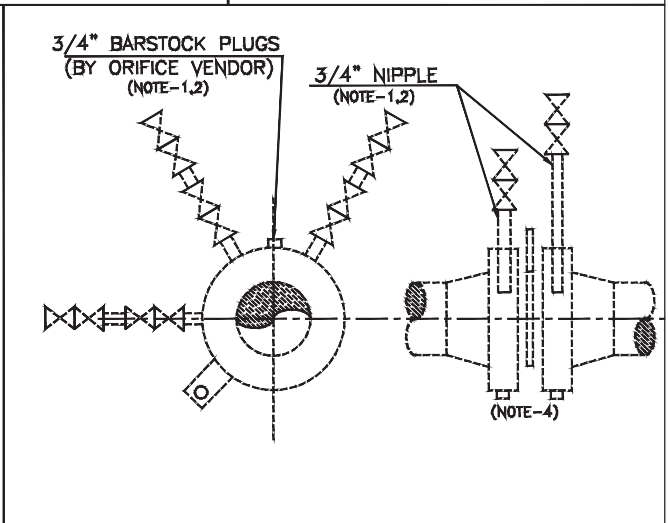 3/4" BARSTOCK PLUGS
(BY ORIFICE VENDOR)
(NOTE-1,2)
3/4" NIPPLE
(NOTE-1,2)
(NOTE-4)